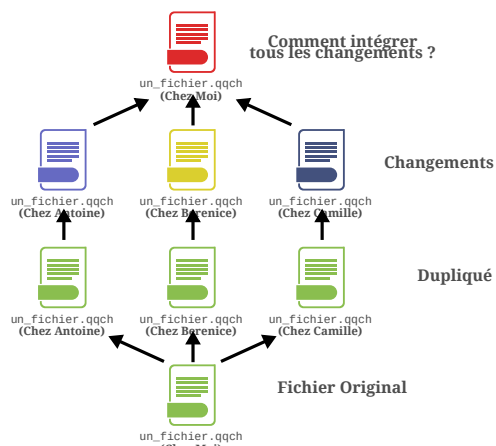 Comment intégrer
tous les changements ?
un_fichier.qqch
(Chez Moi)
Changements
un_fichier.qqch un_fichier.qqch un_fichier.qqch
(Chez Antoine) (Chez Berenice) (Chez Camille)
Dupliqué
un_fichier.qqch un_fichier.qqch un_fichier.qqch
(Chez Antoine) (Chez Berenice) (Chez Camille)
Fichier Original
un_fichier.qqch
(Chez Moi)